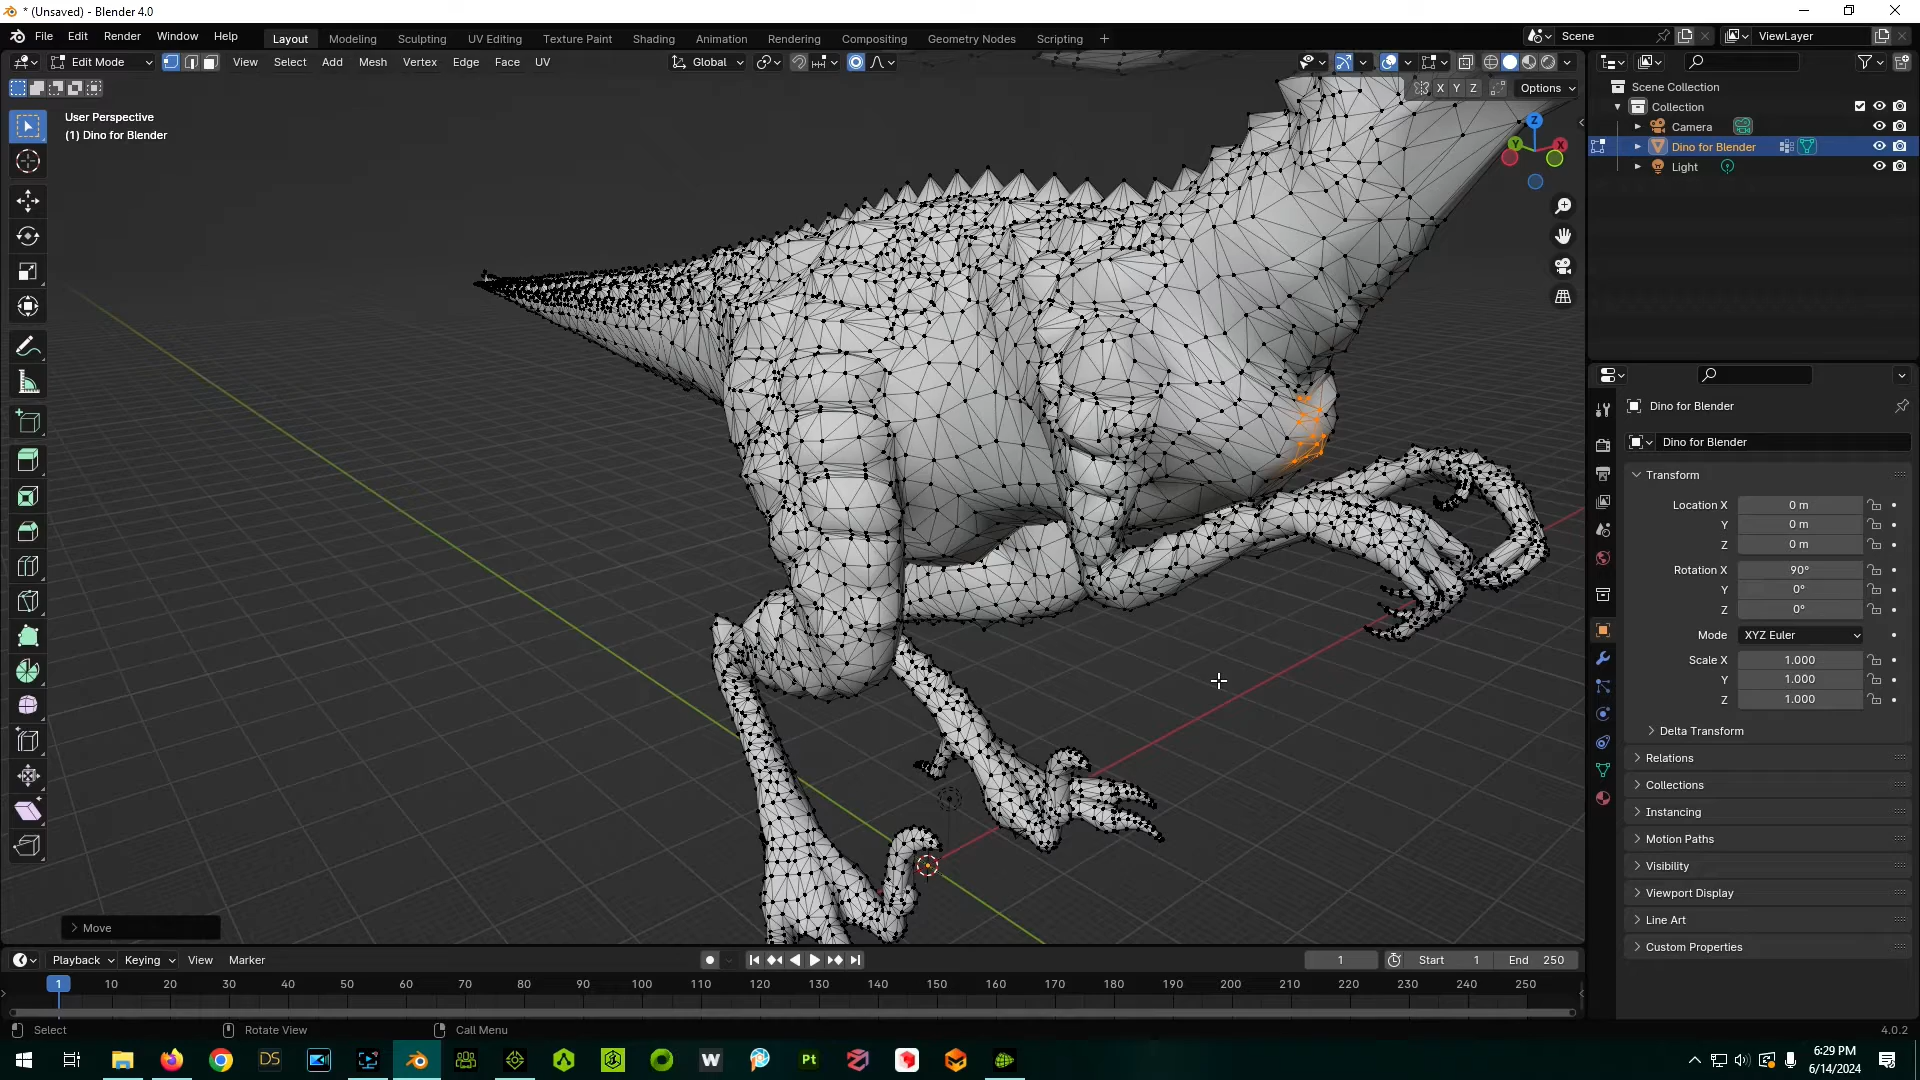 * (Unsaved) - Blender 4.0
File Edit Render Window Help
Layout Modeling Sculpting UV Editing Texture Paint Shading Animation Rendering Compositing Geometry Nodes Scripting +
Scene
ViewLayer
Edit Mode View Select Add Mesh Vertex Edge Face UV
Global
X Y Z Options
User Perspective
(1) Dino for Blender
Z
Y
X
Scene Collection
Collection
Camera
Dino for Blender
Light
Dino for Blender
Dino for Blender
Transform
Location X 0 m
Y 0 m
Z 0 m
Rotation X 90°
Y 0°
Z 0°
Mode XYZ Euler
Scale X 1.000
Y 1.000
Z 1.000
Delta Transform
Relations
Collections
Instancing
Motion Paths
Visibility
Viewport Display
Line Art
Custom Properties
Move
Playback Keying View Marker
1 Start 1 End 250
1 10 20 30 40 50 60 70 80 90 100 110 120 130 140 150 160 170 180 190 200 210 220 230 240 250
Select Rotate View Call Menu
4.0.2
DS W Pt
6:29 PM
6/14/2024